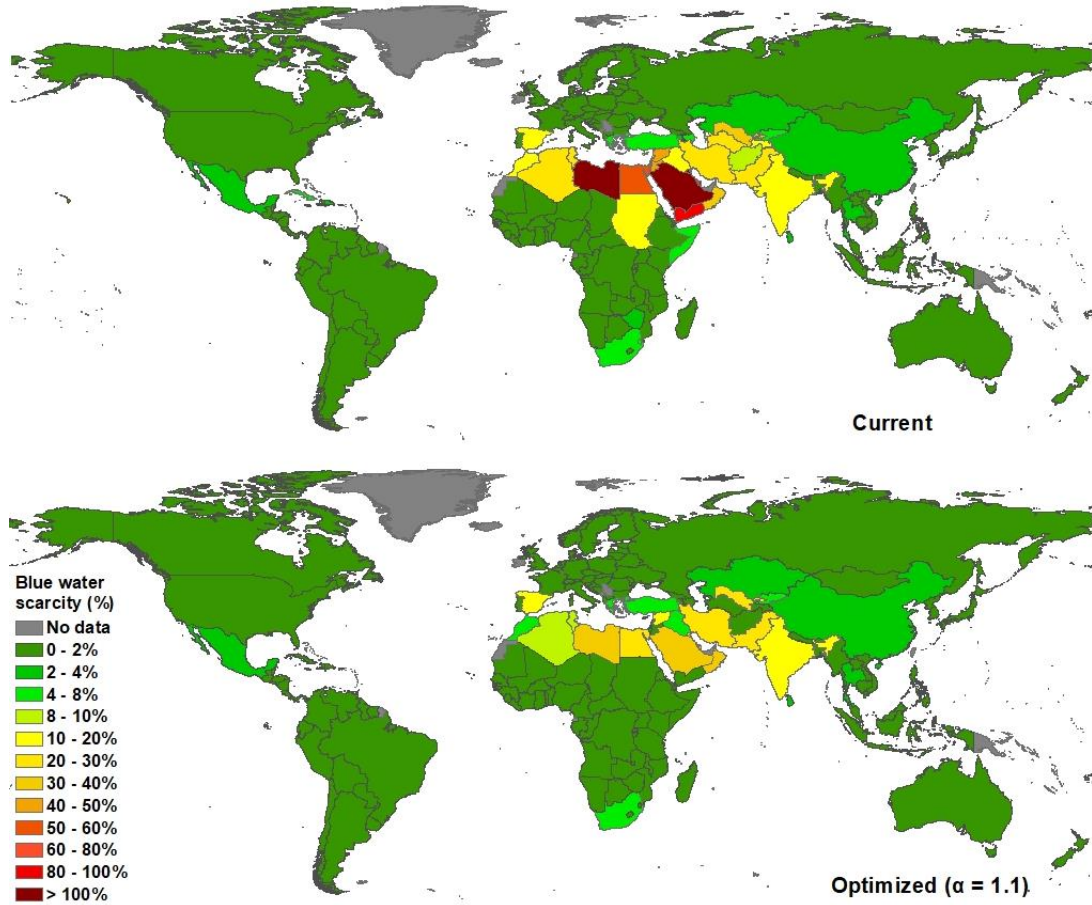 Current
Blue water
scarcity (%)
No data
0 - 2%
2 - 4%
4 - 8%
8 - 10%
10 - 20%
20 - 30%
30 - 40%
40 - 50%
50 - 60%
60 - 80%
80 - 100%
> 100%
Optimized (α = 1.1)